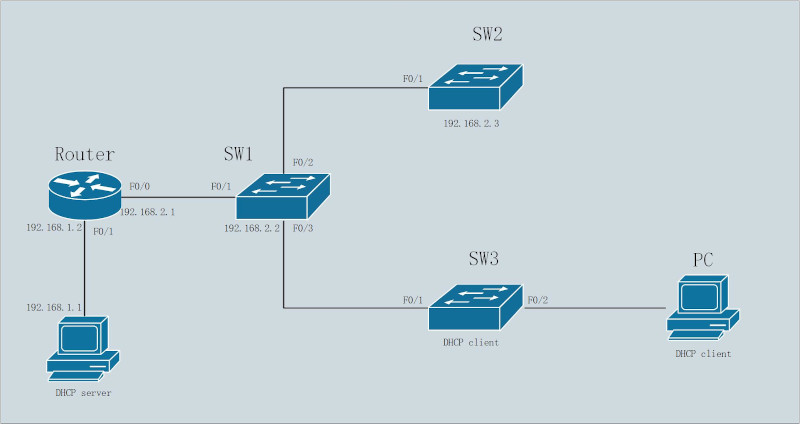 SW2
F0/1
192.168.2.3
Router
SW1
F0/2
F0/0
F0/1
192.168.2.1
192.168.1.2
F0/1
192.168.2.2
F0/3
SW3
PC
192.168.1.1
F0/1
F0/2
DHCP client
DHCP client
DHCP server